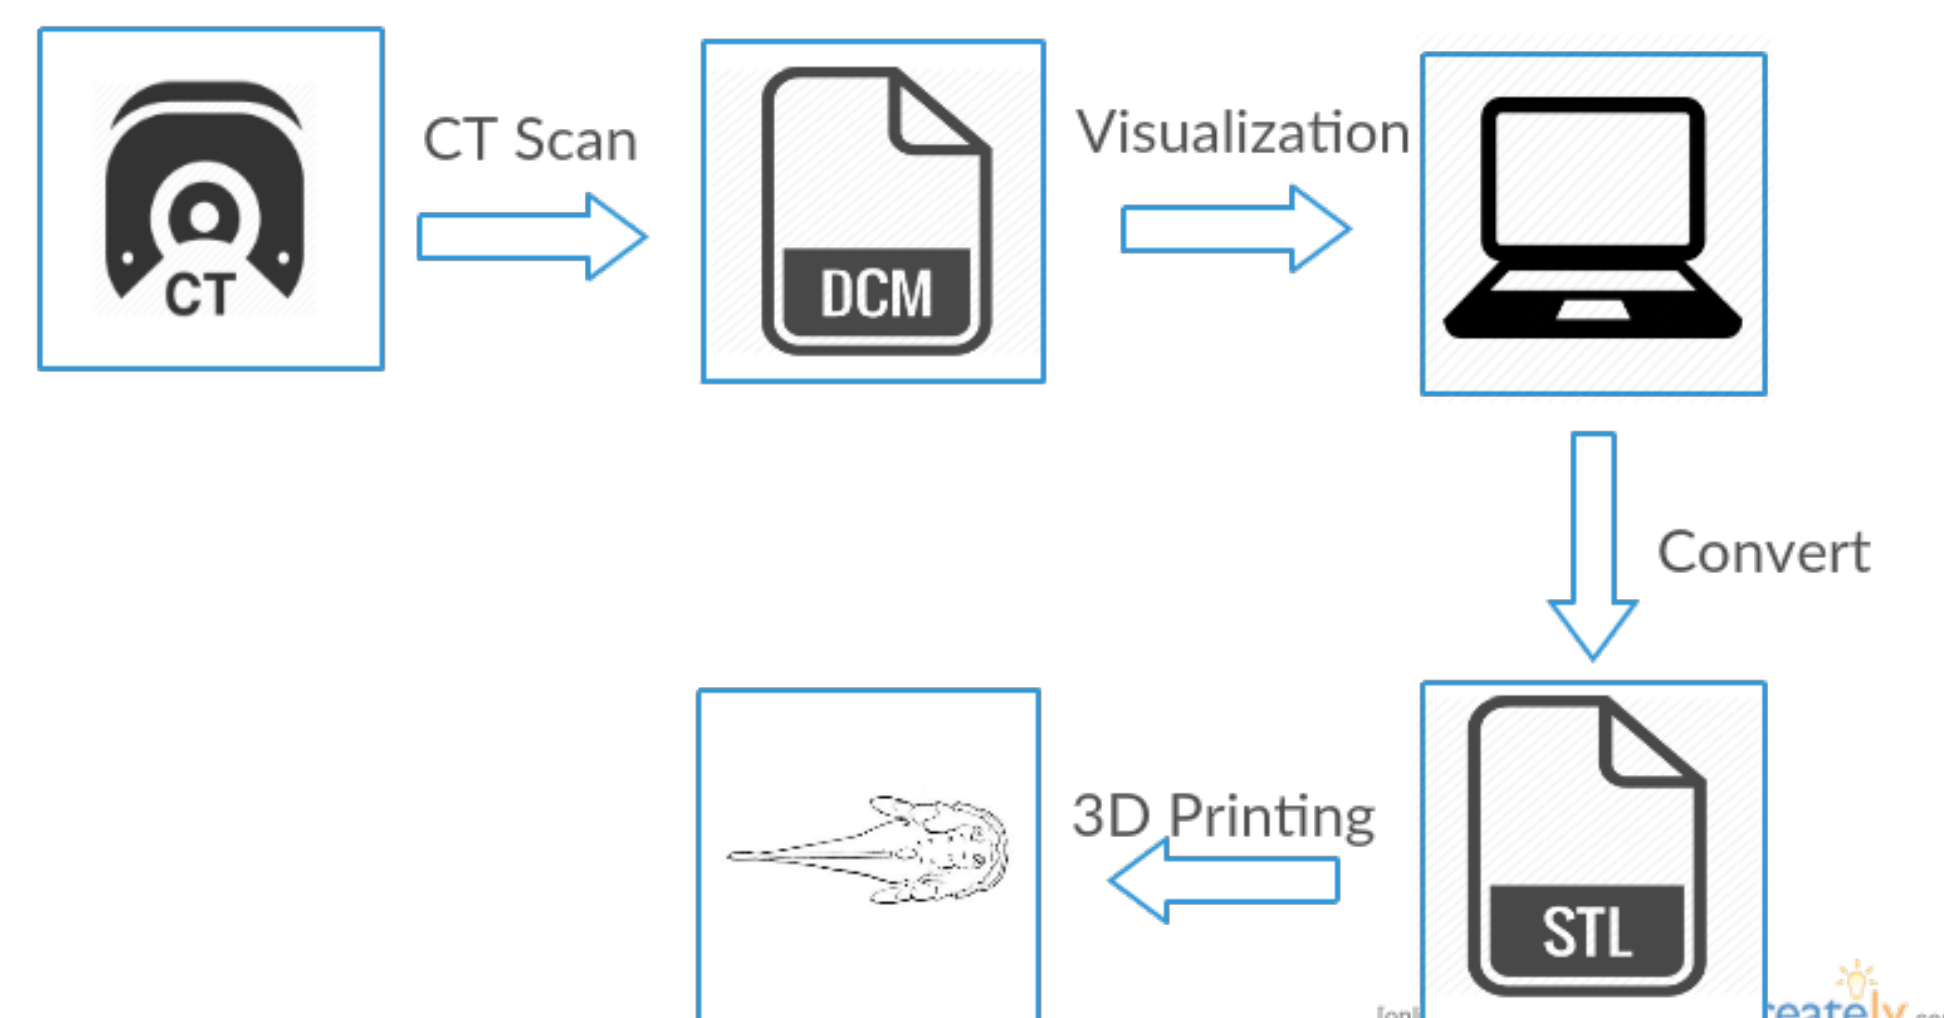 CT Scan
CT
DCM
Visualization
Convert
3D Printing
STL